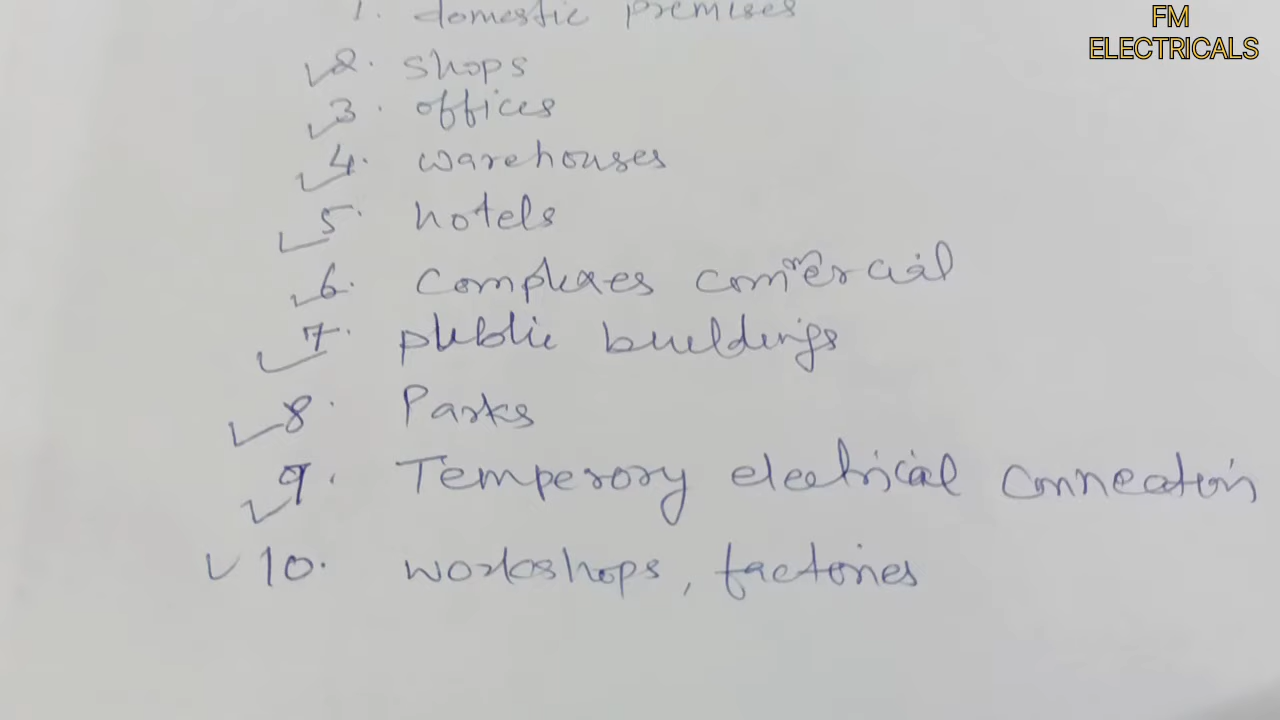 FM
ELECTRICALS
1. domestic premises
2. shops
3. offices
4. warehouses
5. hotels
6. Complexes commercial
7. public buildings
8. Parks
9. Temperory electrical connection
10. workshops, factories